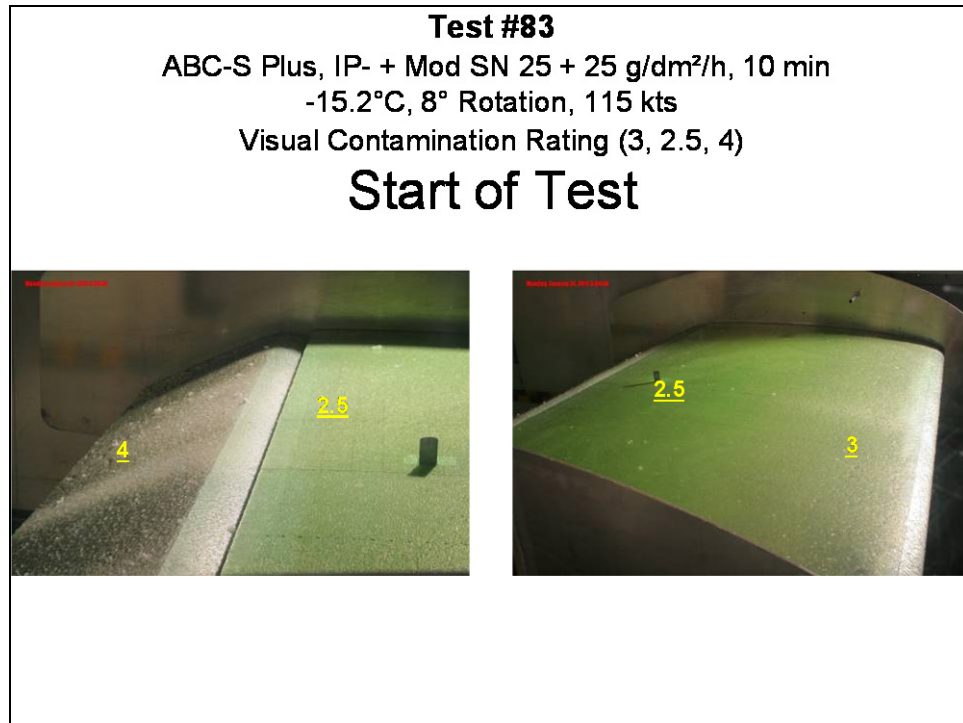 Test #83
ABC-S Plus, IP- + Mod SN 25 + 25 g/dm²/h, 10 min
-15.2°C, 8° Rotation, 115 kts
Visual Contamination Rating (3, 2.5, 4)
Start of Test
4
2.5
2.5
3